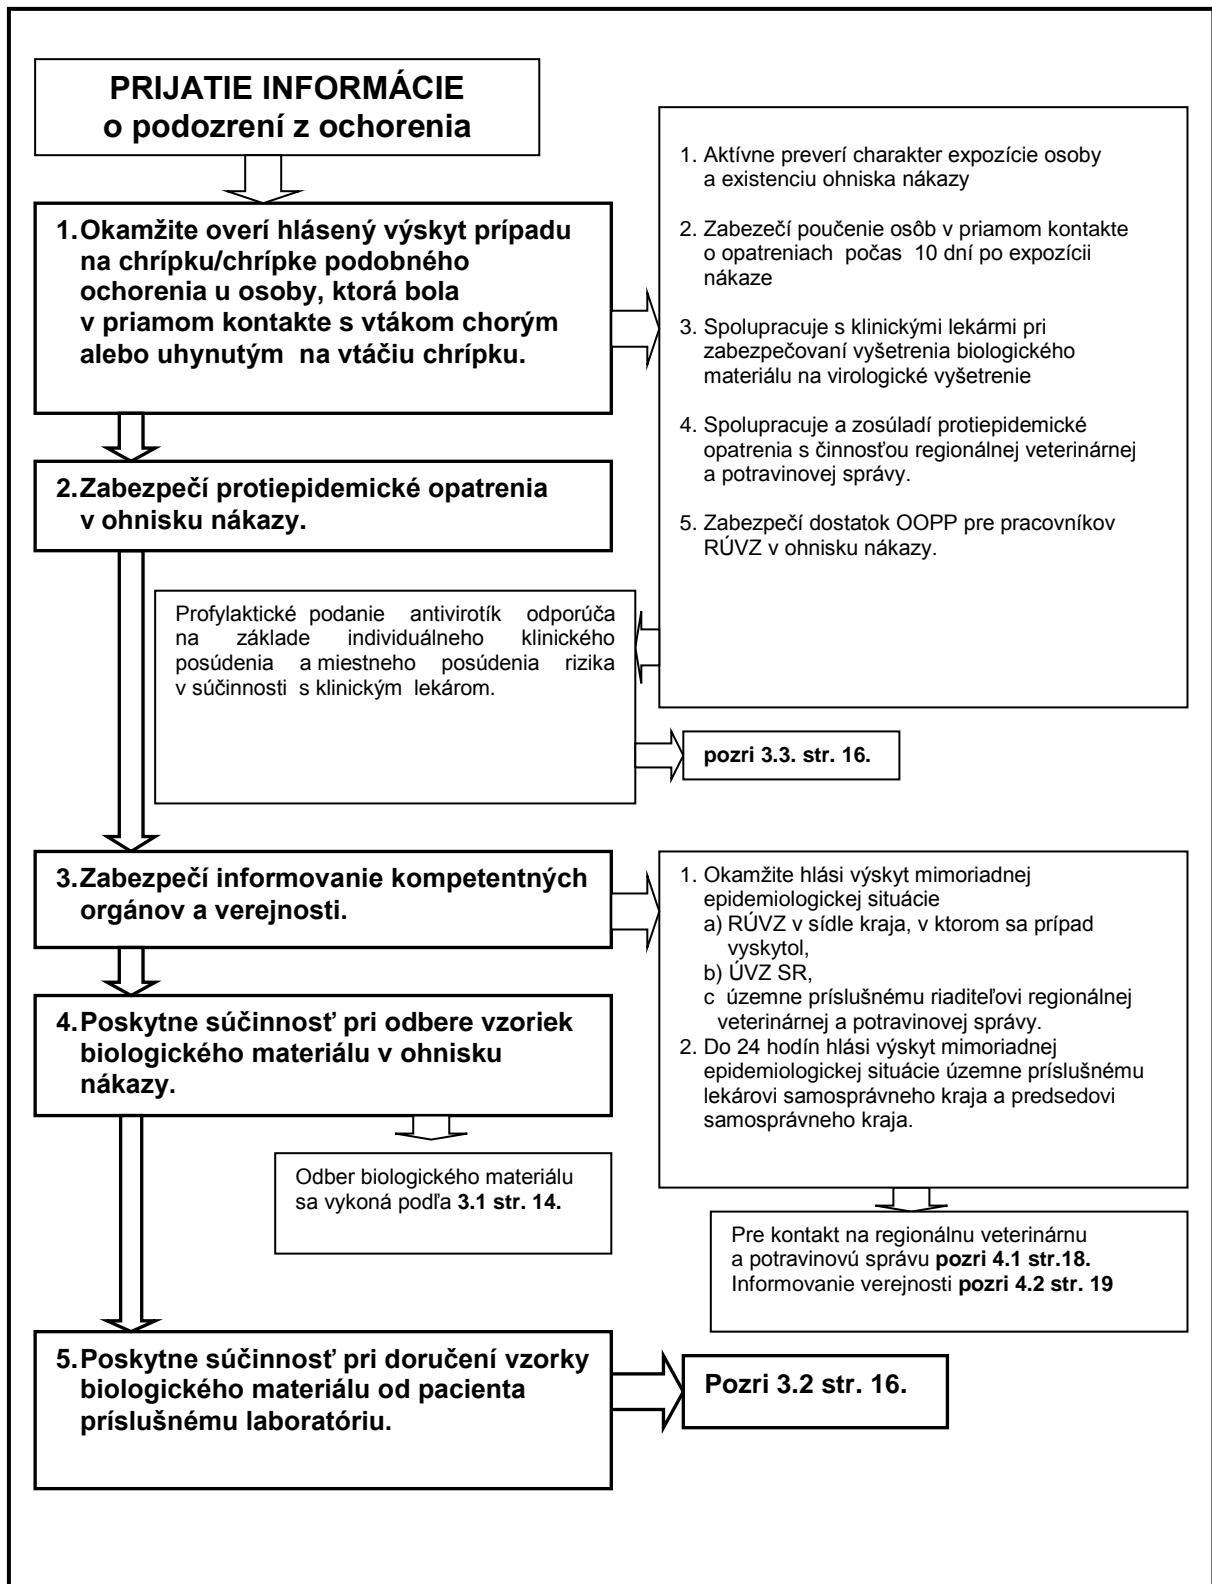 PRIJATIE INFORMÁCIE
o podozrení z ochorenia
1. Okamžite overí hlásený výskyt prípadu
na chrípku/chrípke podobného
ochorenia u osoby, ktorá bola
v priamom kontakte s vtákom chorým
alebo uhynutým na vtáčiu chrípku.
1. Aktívne preverí charakter expozície osoby
a existenciu ohniska nákazy
2. Zabezečí poučenie osôb v priamom kontakte
o opatreniach počas 10 dní po expozícii
nákaze
3. Spolupracuje s klinickými lekármi pri
zabezpečovaní vyšetrenia biologického
materiálu na virologické vyšetrenie
4. Spolupracuje a zosúladí protiepidemické
opatrenia s činnosťou regionálnej veterinárnej
a potravinovej správy.
5. Zabezpečí dostatok OOPP pre pracovníkov
RÚVZ v ohnisku nákazy.
2. Zabezpečí protiepidemické opatrenia
v ohnisku nákazy.
Profylaktické podanie antivirotík odporúča
na základe individuálneho klinického
posúdenia a miestneho posúdenia rizika
v súčinnosti s klinickým lekárom.
pozri 3.3. str. 16.
3. Zabezpečí informovanie kompetentných
orgánov a verejnosti.
1. Okamžite hlási výskyt mimoriadnej
epidemiologickej situácie
a) RÚVZ v sídle kraja, v ktorom sa prípad
vyskytol,
b) ÚVZ SR,
c územne príslušnému riaditeľovi regionálnej
veterinárnej a potravinovej správy.
2. Do 24 hodín hlási výskyt mimoriadnej
epidemiologickej situácie územne príslušnému
lekárovi samosprávneho kraja a predsedovi
samosprávneho kraja.
4. Poskytne súčinnosť pri odbere vzoriek
biologického materiálu v ohnisku
nákazy.
Odber biologického materiálu
sa vykoná podľa 3.1 str. 14.
Pre kontakt na regionálnu veterinárnu
a potravinovú správu pozri 4.1 str.18.
Informovanie verejnosti pozri 4.2 str. 19
5. Poskytne súčinnosť pri doručení vzorky
biologického materiálu od pacienta
príslušnému laboratóriu.
Pozri 3.2 str. 16.